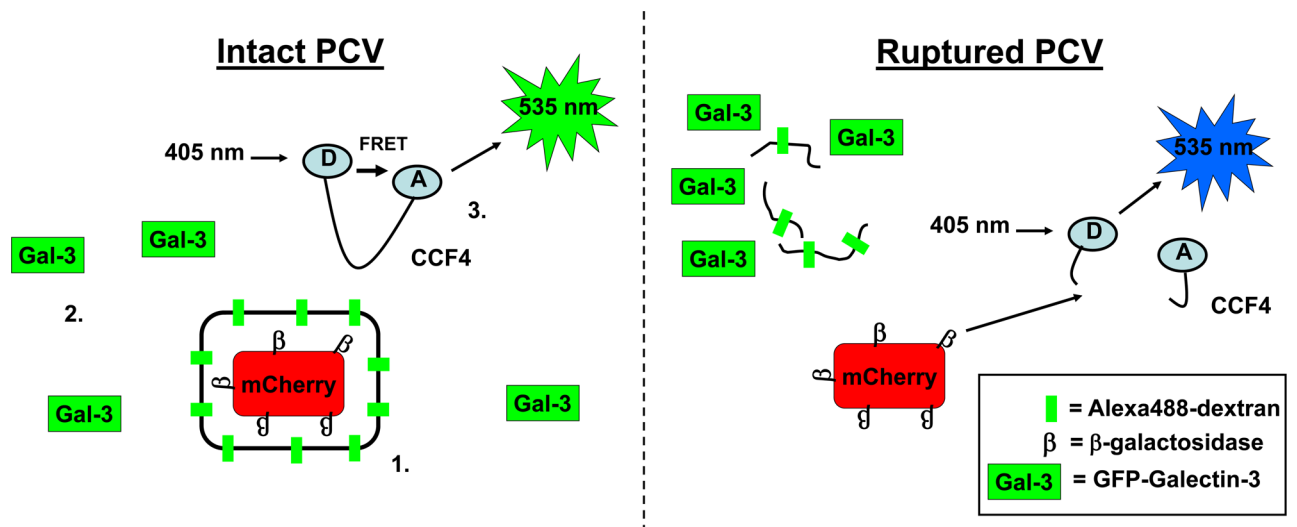 Intact PCV
535 nm
405 nm
FRET
D
A
3.
CCF4
Gal-3
Gal-3
2.
β
β
β
mCherry
β
β
Gal-3
Gal-3
1.
Ruptured PCV
Gal-3
Gal-3
535 nm
Gal-3
405 nm
D
Gal-3
A
CCF4
β
β
β
mCherry
β
β
= Alexa488-dextran
β = β-galactosidase
Gal-3 = GFP-Galectin-3